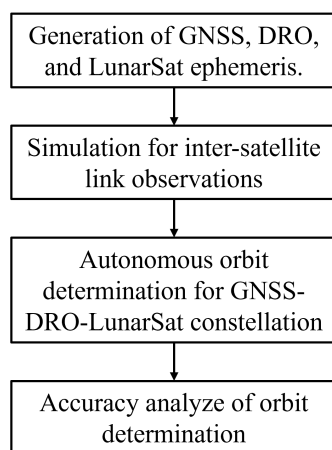 Generation of GNSS, DRO,
and LunarSat ephemeris.
Simulation for inter-satellite
link observations
Autonomous orbit
determination for GNSS-
DRO-LunarSat constellation
Accuracy analyze of orbit
determination